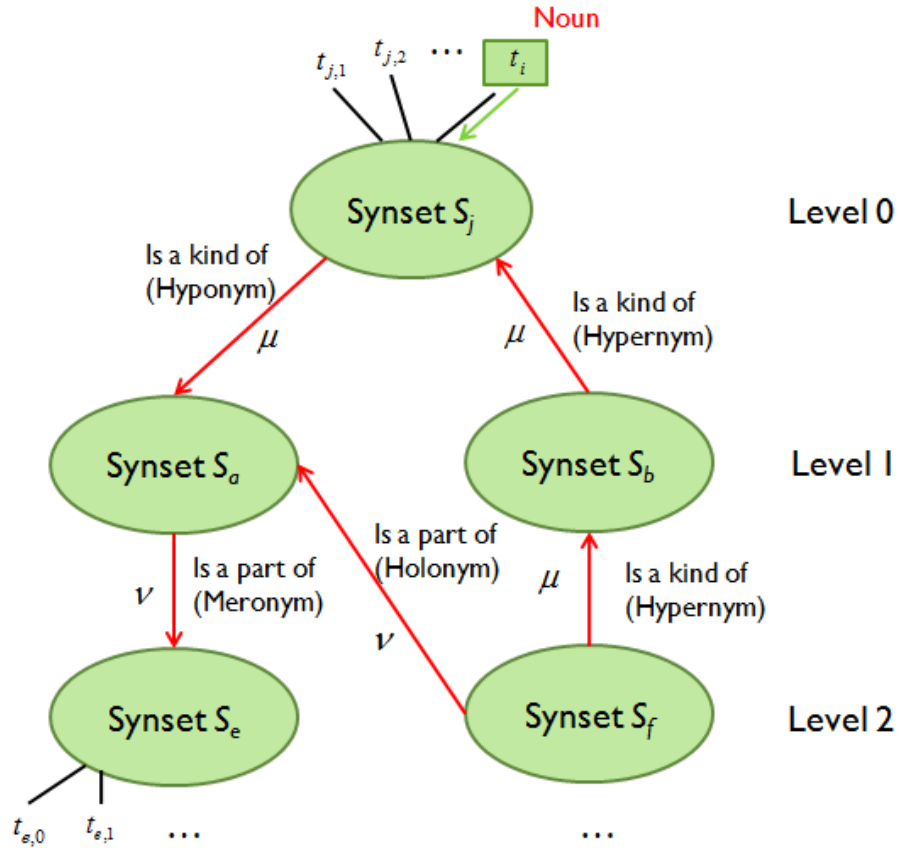 Noun
t_{j,1} t_{j,2} ... t_i
Synset S_j
Level 0
Is a kind of
(Hyponym)
μ
Is a kind of
(Hypernym)
μ
Synset S_a
Synset S_b
Level 1
Is a part of
(Meronym)
ν
Is a part of
(Holonym)
ν
μ
Is a kind of
(Hypernym)
Synset S_e
Synset S_f
Level 2
t_{e,0} t_{e,1} ... ...